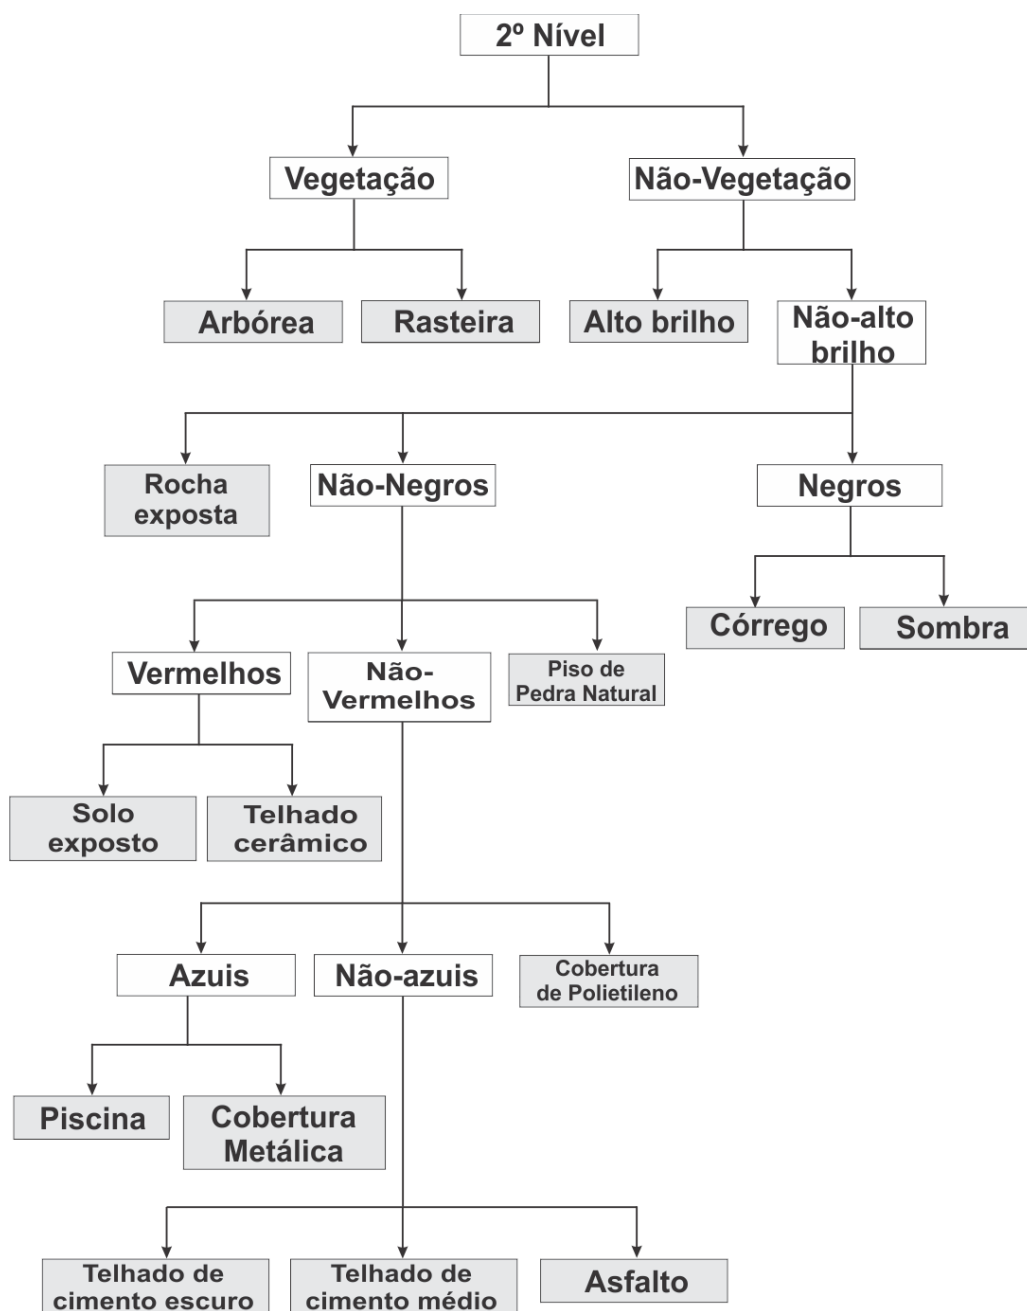 2º Nível
Vegetação
Não-Vegetação
Arbórea
Rasteira
Alto brilho
Não-alto
brilho
Rocha
exposta
Não-Negros
Negros
Córrego
Sombra
Vermelhos
Não-
Vermelhos
Piso de
Pedra Natural
Solo
exposto
Telhado
cerâmico
Azuis
Não-azuis
Cobertura
de Polietileno
Piscina
Cobertura
Metálica
Telhado de
cimento escuro
Telhado de
cimento médio
Asfalto